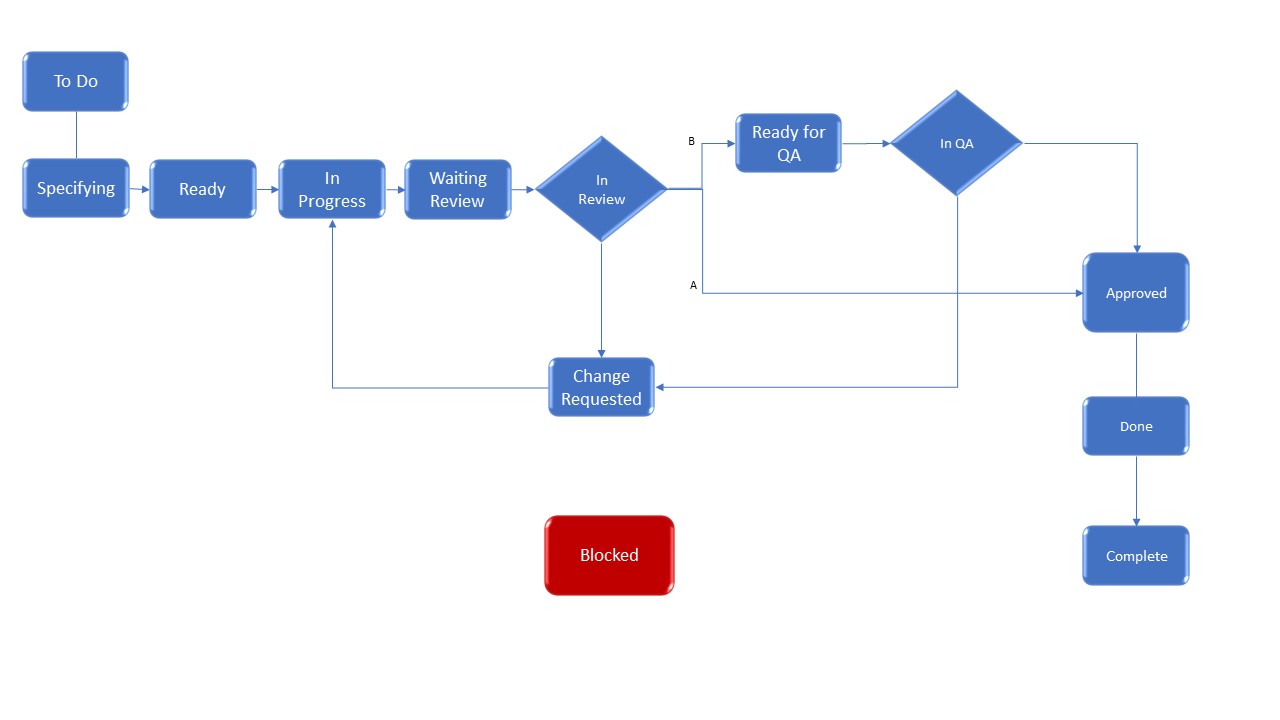 To Do
Specifying
Ready
In
Progress
Waiting
Review
In
Review
B
Ready for
QA
In QA
A
Approved
Change
Requested
Done
Blocked
Complete